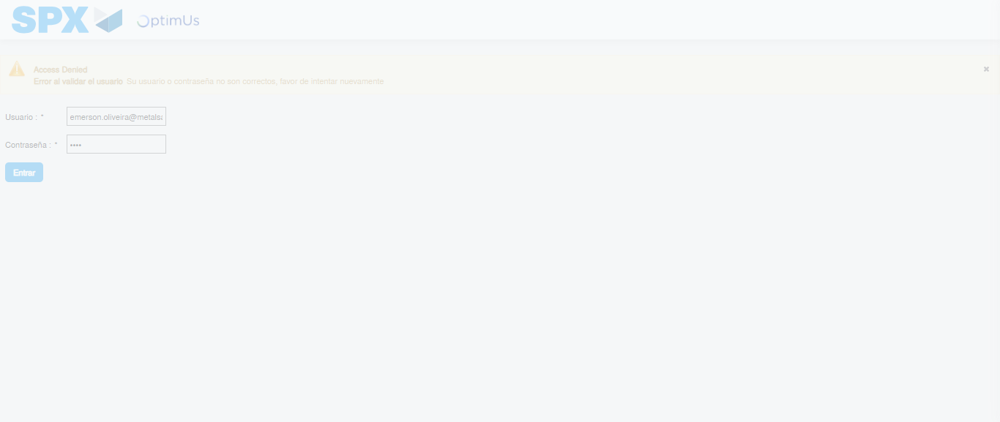 SPX OptimUs
Access Denied
Error al validar el usuario Su usuario o contraseña no son correctos, favor de intentar nuevamente
Usuario : * emerson.oliveira@metalsa
Contraseña : * ••••
Entrar